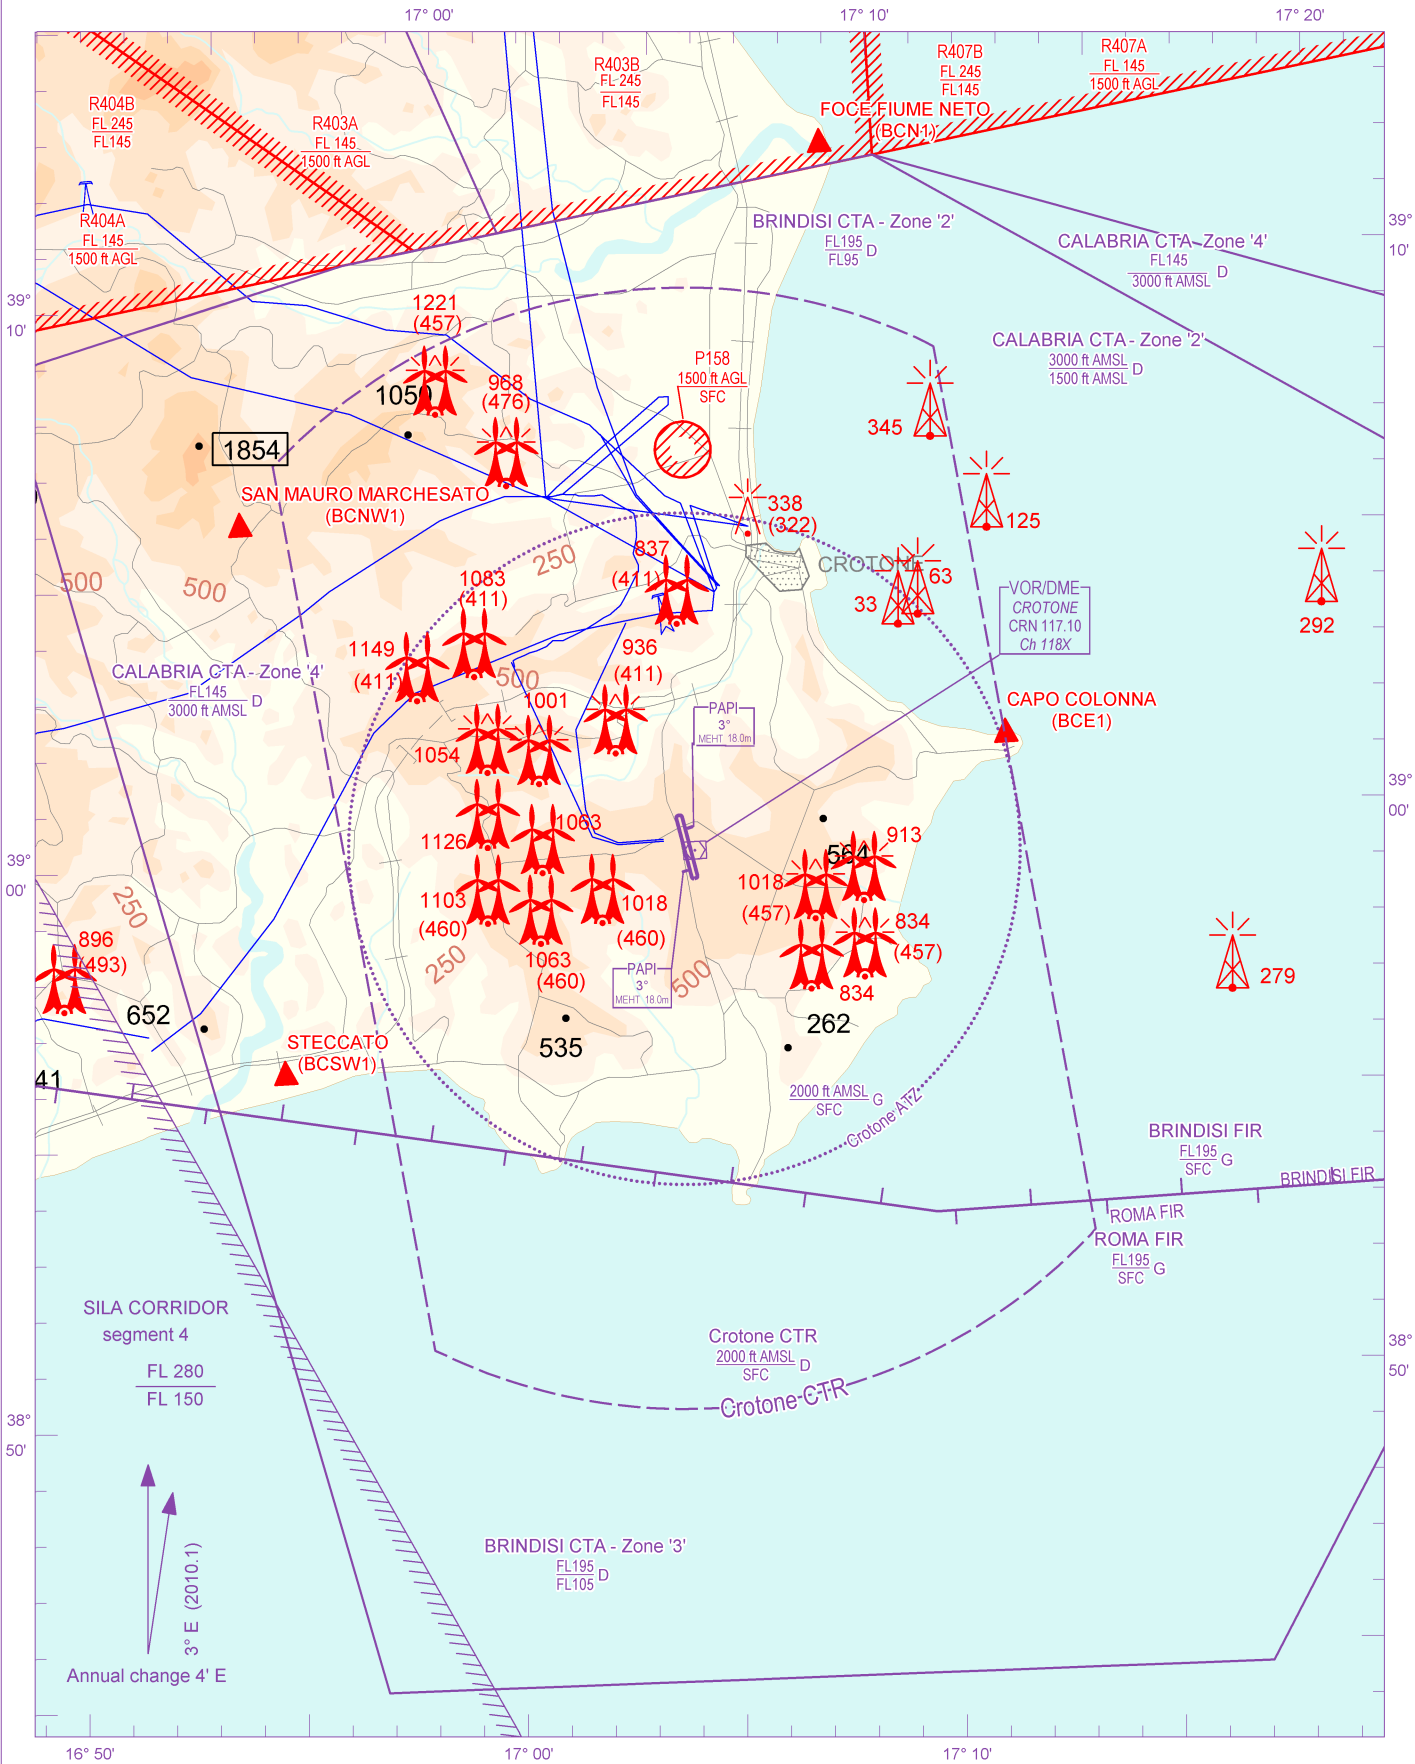 17° 00'
17° 10'
17° 20'
R404B
FL 245
FL145
R403A
FL 145
1500 ft AGL
R403B
FL 245
FL145
R407B
FL 245
FL145
R407A
FL 145
1500 ft AGL
FOCE FIUME NETO
(BCN1)
R404A
FL 145
1500 ft AGL
BRINDISI CTA - Zone '2'
FL195 D
FL95
CALABRIA CTA- Zone '4'
FL145 D
3000 ft AMSL
39°
10'
39°
10'
CALABRIA CTA- Zone '2'
3000 ft AMSL D
1500 ft AMSL
1221
(457)
P158
1500 ft AGL
SFC
968
(476)
1050
345
1854
SAN MAURO MARCHESATO
(BCNW1)
338
(322)
125
250
837
(411)
CROTONE
63
33
292
500
500
1083
(411)
VOR/DME
CROTONE
CRN 117.10
Ch 118X
1149
(411)
936
(411)
CALABRIA CTA- Zone '4'
FL145 D
3000 ft AMSL
500
1001
CAPO COLONNA
(BCE1)
PAPI
3°
MEHT 18.0m
1054
39°
00'
39°
00'
1126
1063
564
913
1018
(457)
250
1103
(460)
1018
(460)
834
(457)
896
(493)
250
1063
(460)
PAPI
3°
MEHT 18.0m
500
834
279
652
535
262
STECCATO
(BCSW1)
41
2000 ft AMSL G
SFC
Crotone ATZ
BRINDISI FIR
FL195 G
SFC
BRINDISI FIR
ROMA FIR
ROMA FIR
FL195 G
SFC
SILA CORRIDOR
segment 4
FL 280
FL 150
Crotone CTR
2000 ft AMSL D
SFC
Crotone CTR
38°
50'
38°
50'
BRINDISI CTA - Zone '3'
FL195 D
FL105
3° E (2010.1)
Annual change 4' E
16° 50'
17° 00'
17° 10'